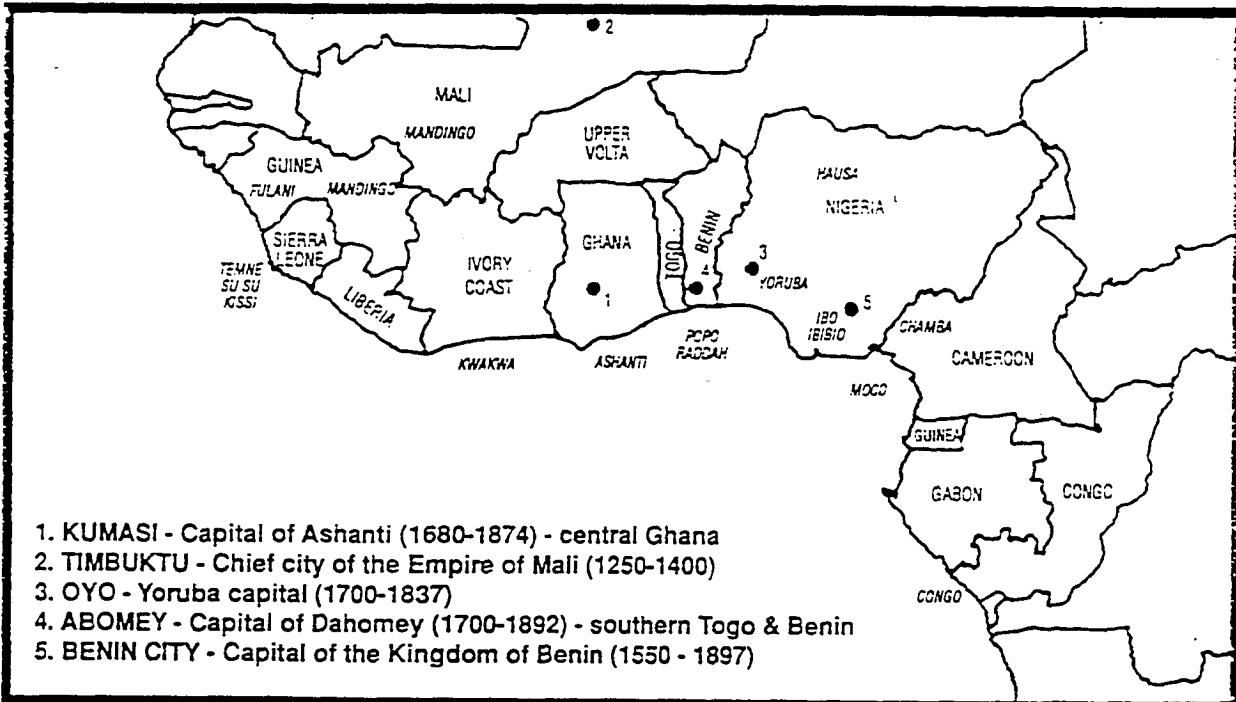 2
MALI
MANDINGO
UPPER
VOLTA
GUINEA
FULANI
MANDINGO
HAUSA
NIGERIA
SIERRA
LEONE
TEMNE
SU SU
KISSI
LIBERIA
IVORY
COAST
GHANA
1
TOGO
BENIN
4
3
YORUBA
5
IBO
IBIBIO
CHAMBA
CAMEROON
KWAKWA
ASHANTI
POPO
RADDAH
MOCO
GUINEA
GABON
CONGO
CONGO
1. KUMASI - Capital of Ashanti (1680-1874) - central Ghana
2. TIMBUKTU - Chief city of the Empire of Mali (1250-1400)
3. OYO - Yoruba capital (1700-1837)
4. ABOMEY - Capital of Dahomey (1700-1892) - southern Togo & Benin
5. BENIN CITY - Capital of the Kingdom of Benin (1550 - 1897)